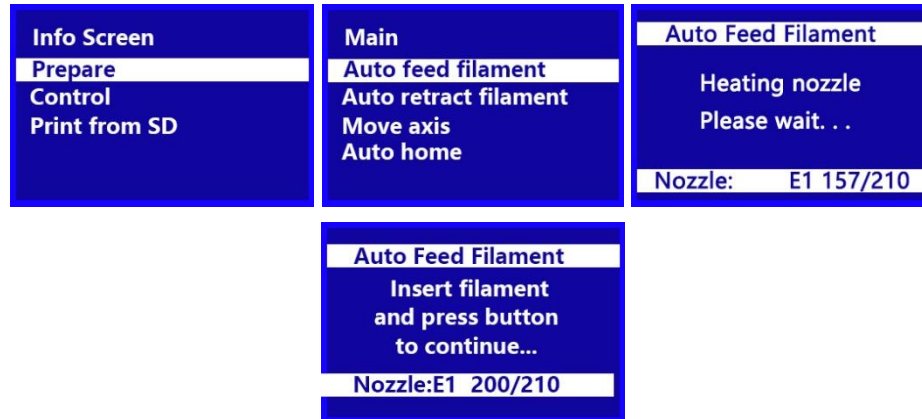 Info Screen
Prepare
Control
Print from SD
Main
Auto feed filament
Auto retract filament
Move axis
Auto home
Auto Feed Filament
Heating nozzle
Please wait. . .
Nozzle: E1 157/210
Auto Feed Filament
Insert filament
and press button
to continue...
Nozzle:E1 200/210